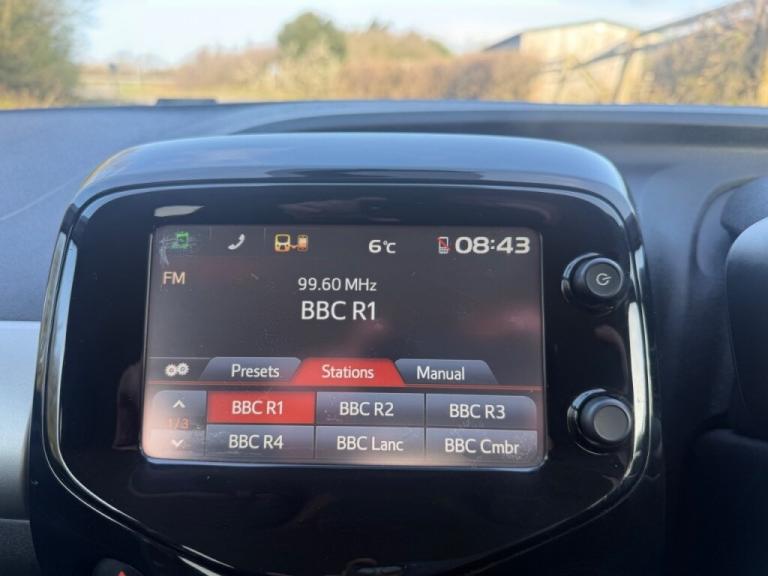 6°c 08:43
FM
99.60 MHz
BBC R1
Presets Stations Manual
BBC R1 BBC R2 BBC R3
1/3
BBC R4 BBC Lanc BBC Cmbr